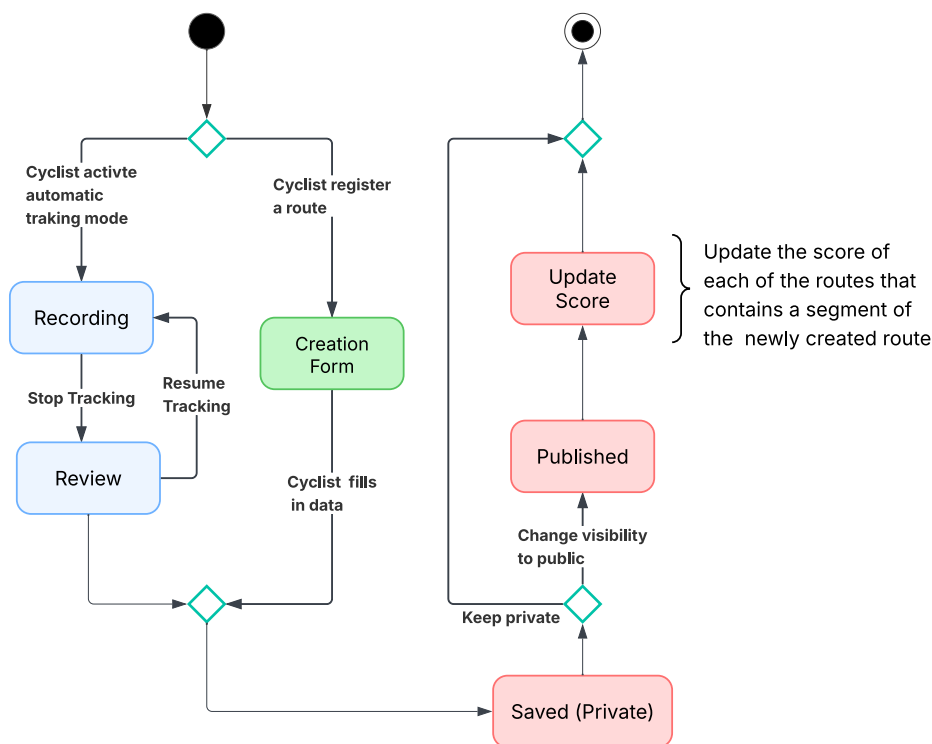 Cyclist activte
automatic
traking mode
Cyclist register
a route
Recording
Creation
Form
Stop Tracking
Resume
Tracking
Review
Cyclist fills
in data
Update
Score
Update the score of
each of the routes that
contains a segment of
the newly created route
Published
Change visibility
to public
Keep private
Saved (Private)